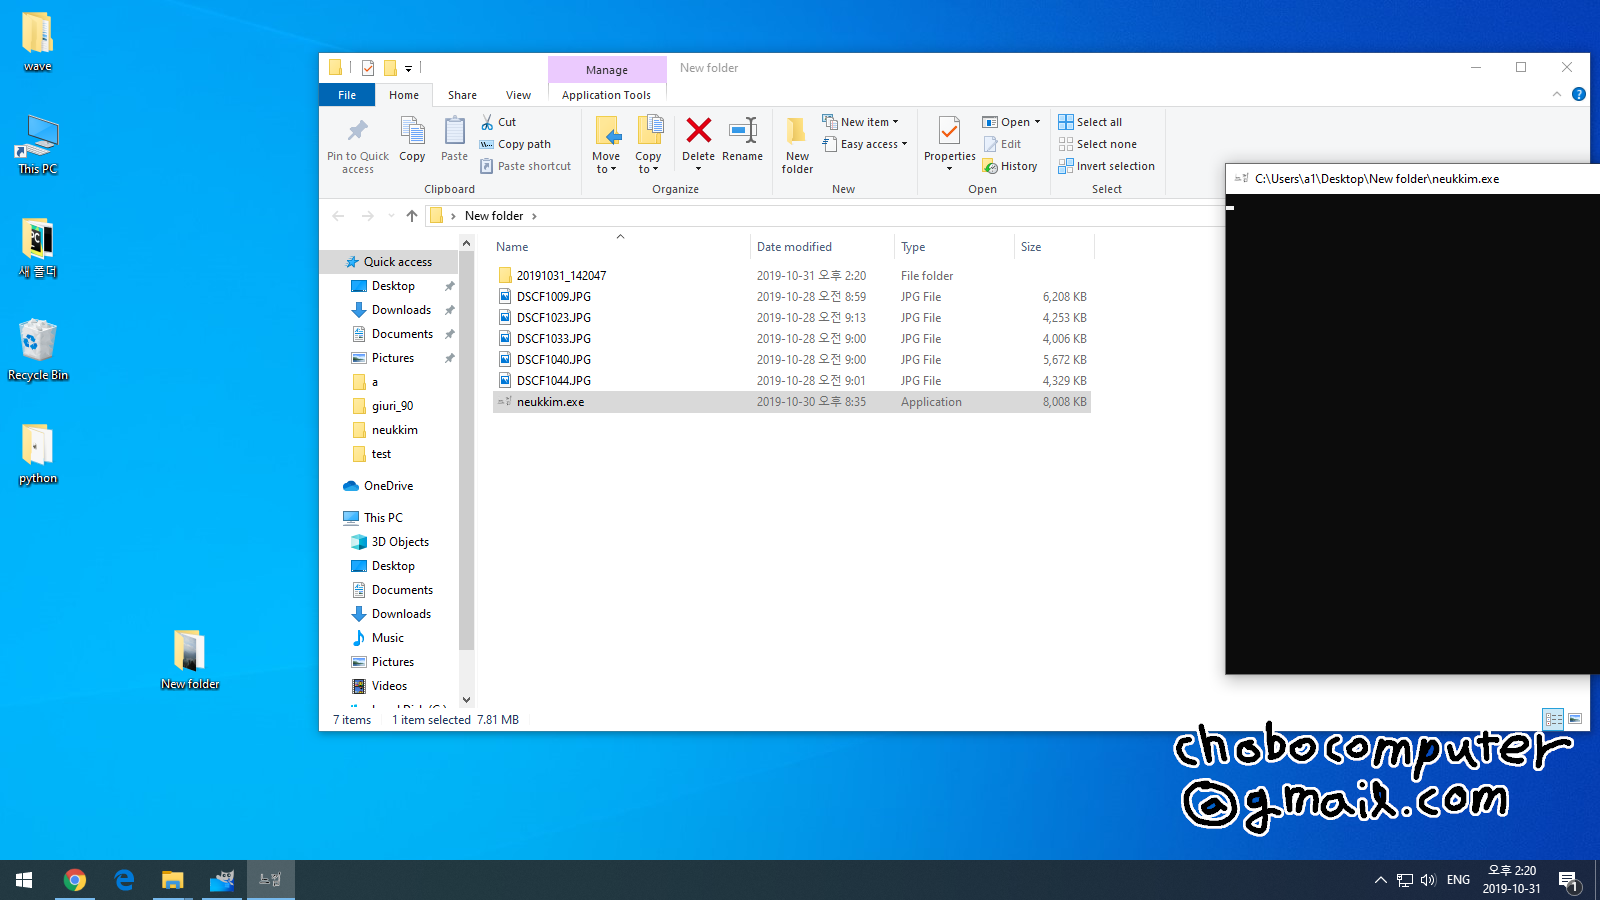 wave
This PC
새 폴더
Recycle Bin
python
New folder
Manage
New folder
File
Home
Share
View
Application Tools
Pin to Quick access
Copy
Paste
Cut
Copy path
Paste shortcut
Clipboard
Move to
Copy to
Delete
Rename
Organize
New folder
New item
Easy access
New
Properties
Open
Edit
History
Open
Select all
Select none
Invert selection
Select
New folder
C:\Users\a1\Desktop\New folder\neukkim.exe
Quick access
Desktop
Downloads
Documents
Pictures
a
giuri_90
neukkim
test
OneDrive
This PC
3D Objects
Desktop
Documents
Downloads
Music
Pictures
Videos
Name Date modified Type Size
20191031_142047 2019-10-31 오후 2:20 File folder
DSCF1009.JPG 2019-10-28 오전 8:59 JPG File 6,208 KB
DSCF1023.JPG 2019-10-28 오전 9:13 JPG File 4,253 KB
DSCF1033.JPG 2019-10-28 오전 9:00 JPG File 4,006 KB
DSCF1040.JPG 2019-10-28 오전 9:00 JPG File 5,672 KB
DSCF1044.JPG 2019-10-28 오전 9:01 JPG File 4,329 KB
neukkim.exe 2019-10-30 오후 8:35 Application 8,008 KB
7 items 1 item selected 7.81 MB
chobocomputer
@gmail.com
느낌
ENG
오후 2:20
2019-10-31
1